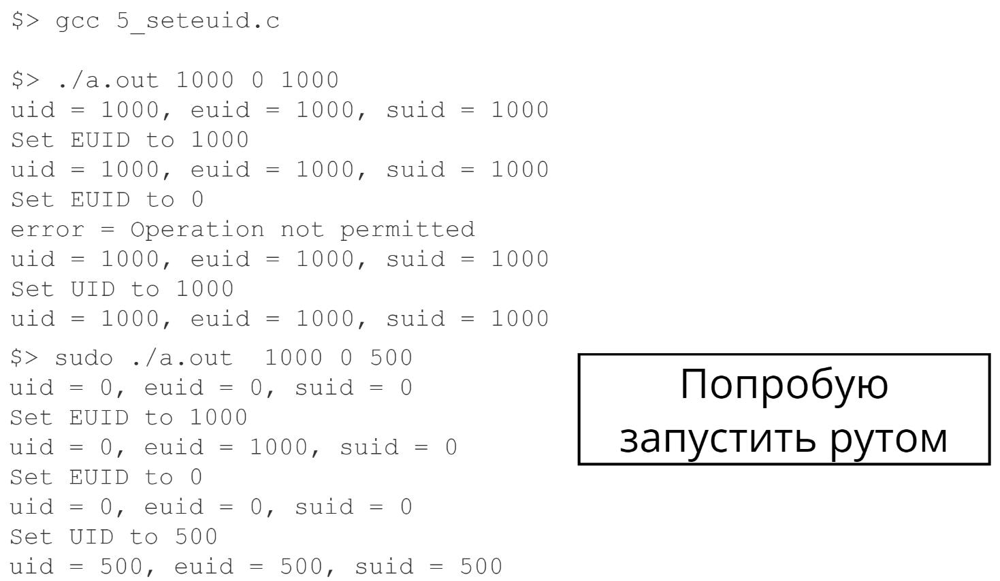 $> gcc 5_seteuid.c
$> ./a.out 1000 0 1000
uid = 1000, euid = 1000, suid = 1000
Set EUID to 1000
uid = 1000, euid = 1000, suid = 1000
Set EUID to 0
error = Operation not permitted
uid = 1000, euid = 1000, suid = 1000
Set UID to 1000
uid = 1000, euid = 1000, suid = 1000
$> sudo ./a.out  1000 0 500
uid = 0, euid = 0, suid = 0
Set EUID to 1000
uid = 0, euid = 1000, suid = 0
Set EUID to 0
uid = 0, euid = 0, suid = 0
Set UID to 500
uid = 500, euid = 500, suid = 500
Попробую
запустить рутом